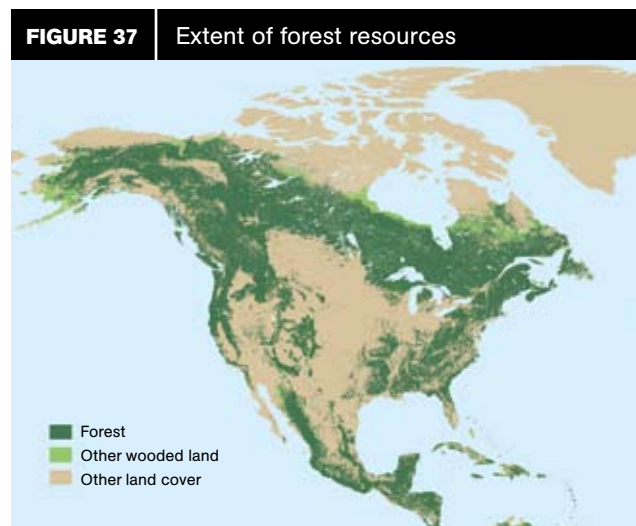 FIGURE 37 Extent of forest resources
Forest
Other wooded land
Other land cover